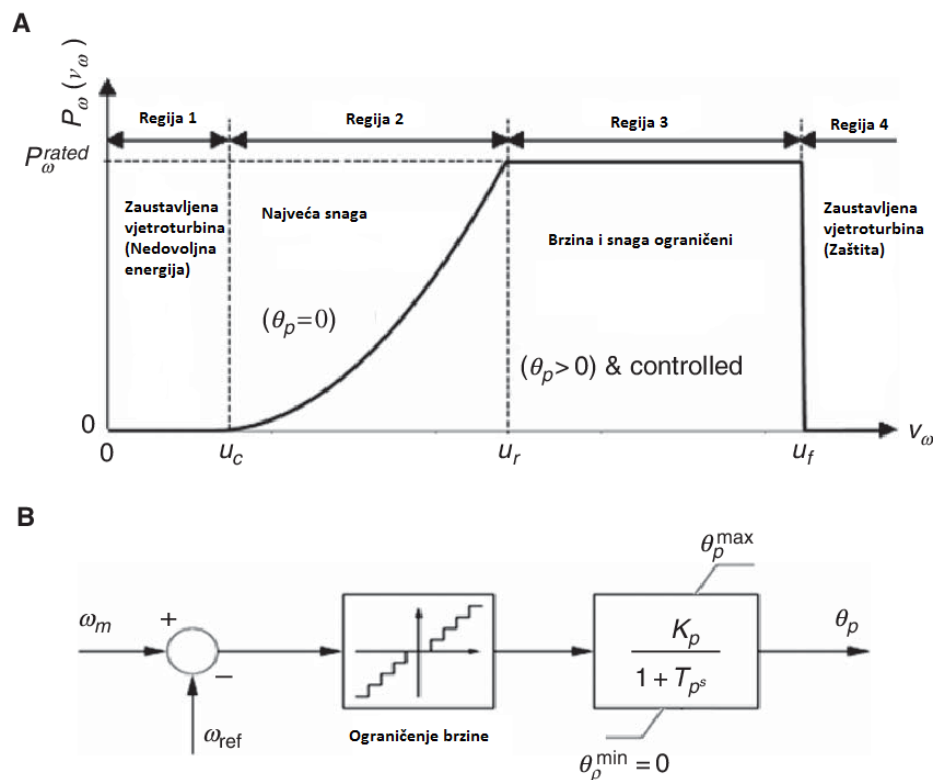 A
P_ω (v_ω)
Regija 1
Regija 2
Regija 3
Regija 4
P_ω^rated
Zaustavljena
vjetroturbina
(Nedovoljna
energija)
Najveća snaga
Brzina i snaga ograničeni
Zaustavljena
vjetroturbina
(Zaštita)
(θ_p=0)
(θ_p>0) & controlled
0
0
u_c
u_r
u_f
v_ω
B
θ_p^max
ω_m
+
−
ω_ref
K_p
1 + T_p^s
θ_p
Ograničenje brzine
θ_p^min = 0